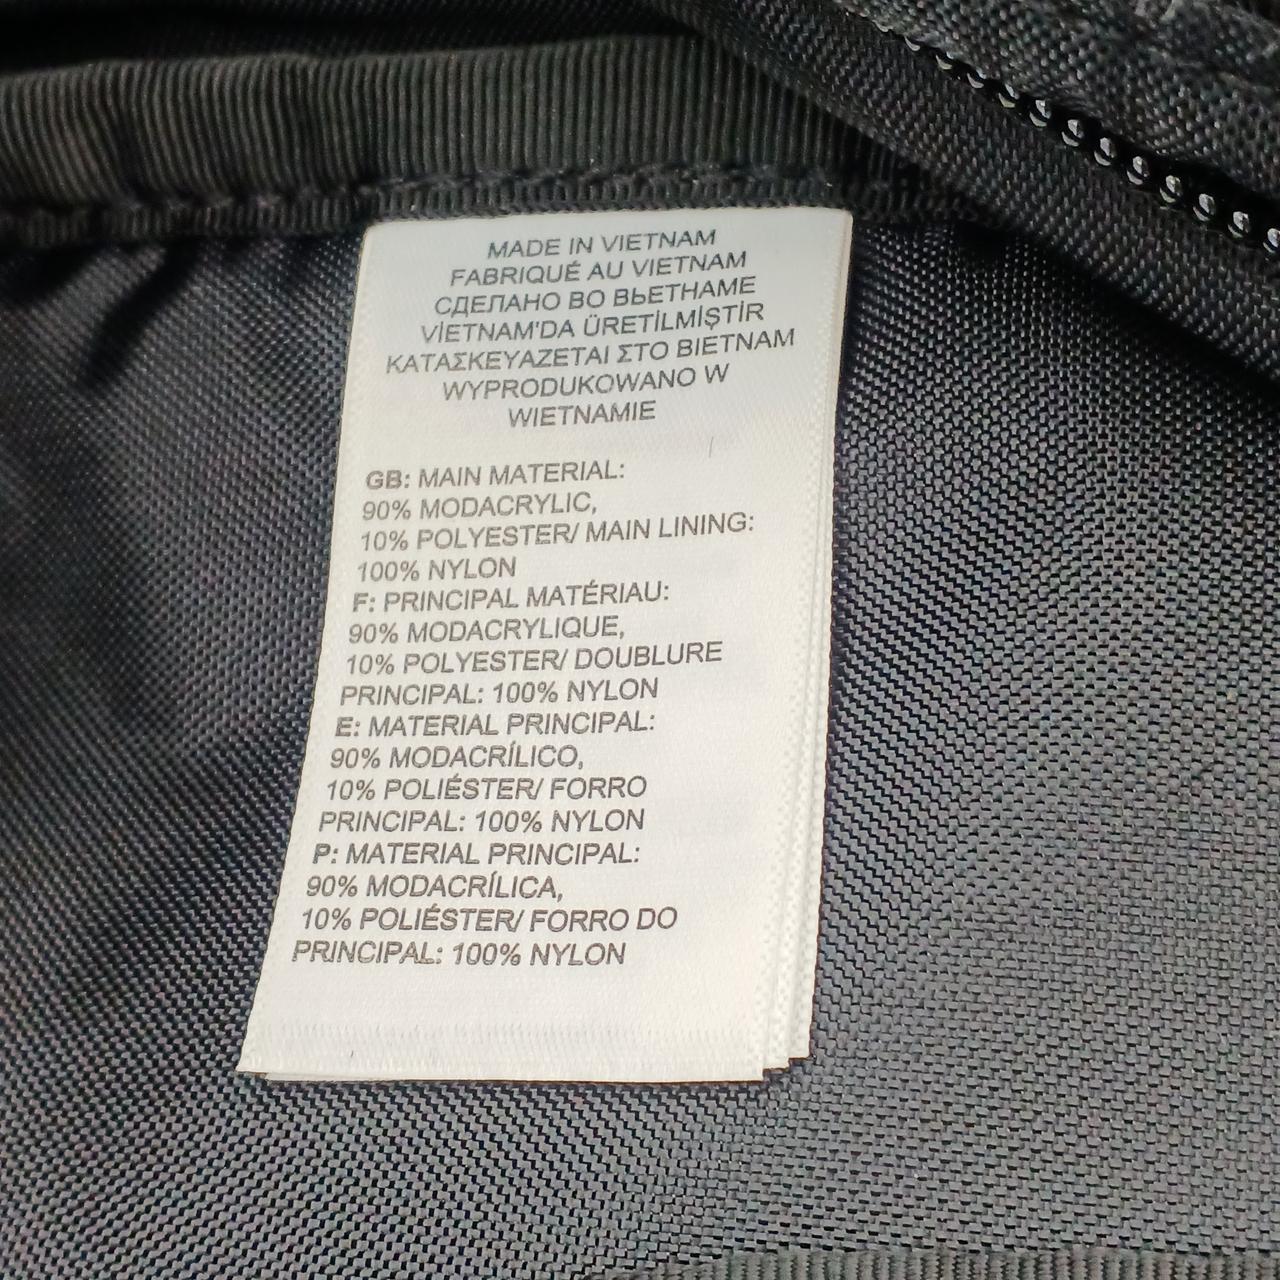 MADE IN VIETNAM
FABRIQUÉ AU VIETNAM
СДЕЛАНО ВО ВЬЕТНАМЕ
VİETNAM'DA ÜRETİLMİŞTİR
ΚΑΤΑΣΚΕΥΑΖΕΤΑΙ ΣΤΟ ΒΙΕΤΝΑΜ
WYPRODUKOWANO W
WIETNAMIE
GB: MAIN MATERIAL:
90% MODACRYLIC,
10% POLYESTER/ MAIN LINING:
100% NYLON
F: PRINCIPAL MATÉRIAU:
90% MODACRYLIQUE,
10% POLYESTER/ DOUBLURE
PRINCIPAL: 100% NYLON
E: MATERIAL PRINCIPAL:
90% MODACRÍLICO,
10% POLIÉSTER/ FORRO
PRINCIPAL: 100% NYLON
P: MATERIAL PRINCIPAL:
90% MODACRÍLICA,
10% POLIÉSTER/ FORRO DO
PRINCIPAL: 100% NYLON